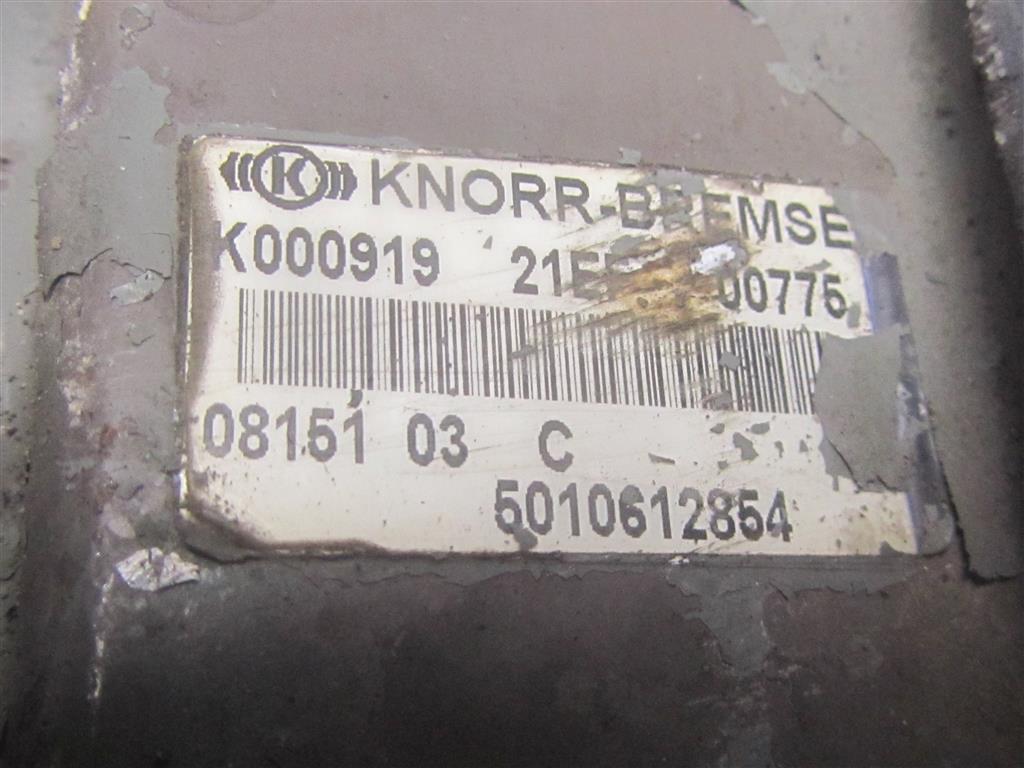 K KNORR-BREMSE
K000919 00775
08151 03 C
5010612854